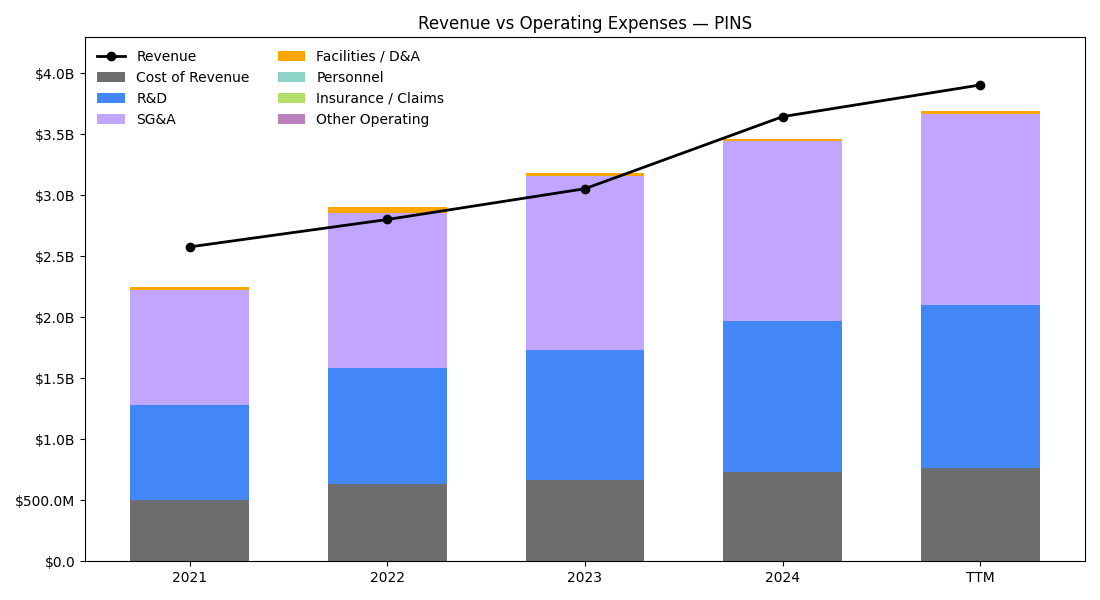 Revenue vs Operating Expenses — PINS
Revenue
Cost of Revenue
R&D
SG&A
Facilities / D&A
Personnel
Insurance / Claims
Other Operating
$4.0B
$3.5B
$3.0B
$2.5B
$2.0B
$1.5B
$1.0B
$500.0M
$0.0
2021 2022 2023 2024 TTM